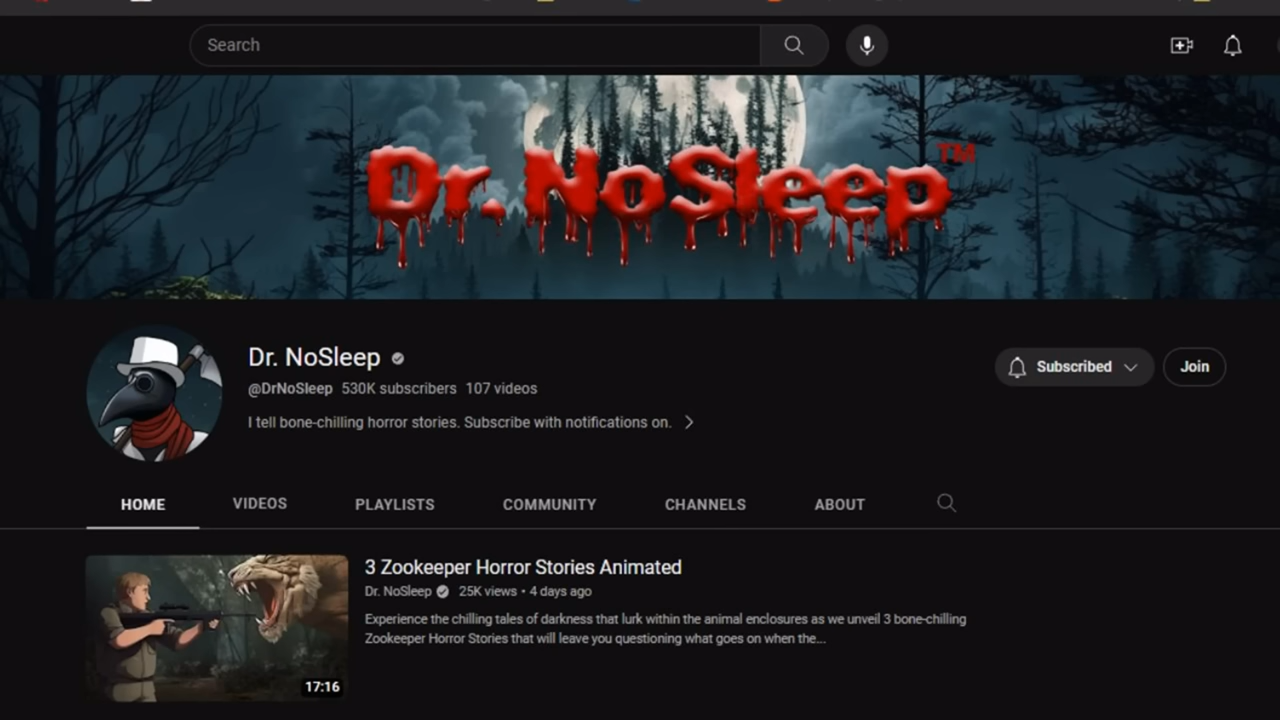 Search
Dr. NoSleep™
Dr. NoSleep
@DrNoSleep 530K subscribers 107 videos
I tell bone-chilling horror stories. Subscribe with notifications on.
Subscribed
Join
HOME VIDEOS PLAYLISTS COMMUNITY CHANNELS ABOUT
3 Zookeeper Horror Stories Animated
Dr. NoSleep 25K views • 4 days ago
Experience the chilling tales of darkness that lurk within the animal enclosures as we unveil 3 bone-chilling
Zookeeper Horror Stories that will leave you questioning what goes on when the...
17:16